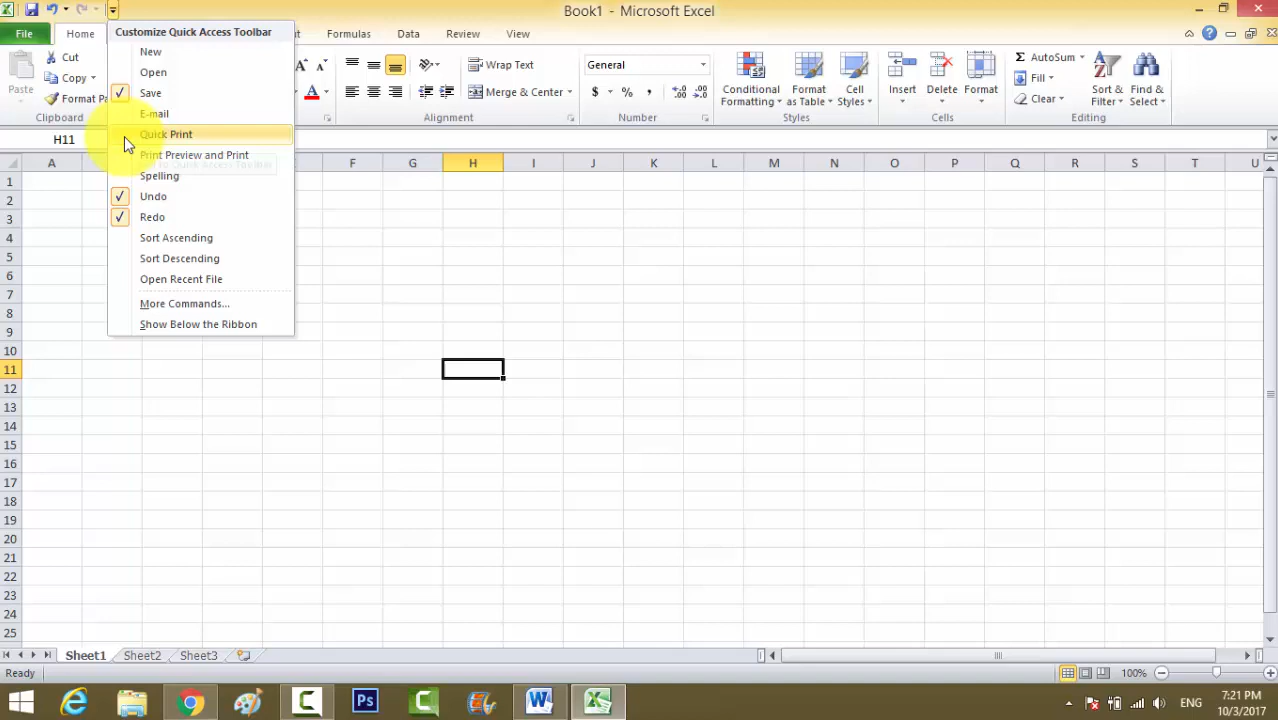 Book1 - Microsoft Excel
File Home Formulas Data Review View
Customize Quick Access Toolbar
New
Open
Save
E-mail
Quick Print
Print Preview and Print
Spelling
Undo
Redo
Sort Ascending
Sort Descending
Open Recent File
More Commands...
Show Below the Ribbon
Cut
Copy
Paste
Clipboard
Wrap Text
Merge & Center
Alignment
General
$ % ,
Number
Conditional Formatting
Format as Table
Cell Styles
Styles
Insert
Delete
Format
Cells
AutoSum
Fill
Clear
Sort & Filter
Find & Select
Editing
H11
A F G H I J K L M N O P Q R S T U
1
2
3
4
5
6
7
8
9
10
11
12
13
14
15
16
17
18
19
20
21
22
23
24
25
Sheet1 Sheet2 Sheet3
Ready
100%
ENG
7:21 PM
10/3/2017